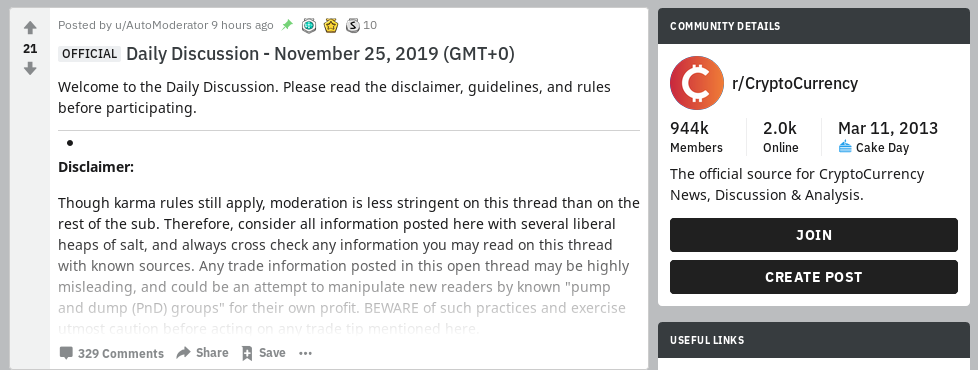 Posted by u/AutoModerator 9 hours ago 10
21
OFFICIAL Daily Discussion - November 25, 2019 (GMT+0)
Welcome to the Daily Discussion. Please read the disclaimer, guidelines, and rules
before participating.
•
Disclaimer:
Though karma rules still apply, moderation is less stringent on this thread than on the
rest of the sub. Therefore, consider all information posted here with several liberal
heaps of salt, and always cross check any information you may read on this thread
with known sources. Any trade information posted in this open thread may be highly
misleading, and could be an attempt to manipulate new readers by known "pump
and dump (PnD) groups" for their own profit. BEWARE of such practices and exercise
utmost caution before acting on any trade tip mentioned here.
329 Comments Share Save ...
COMMUNITY DETAILS
r/CryptoCurrency
944k 2.0k Mar 11, 2013
Members Online Cake Day
The official source for CryptoCurrency
News, Discussion & Analysis.
JOIN
CREATE POST
USEFUL LINKS